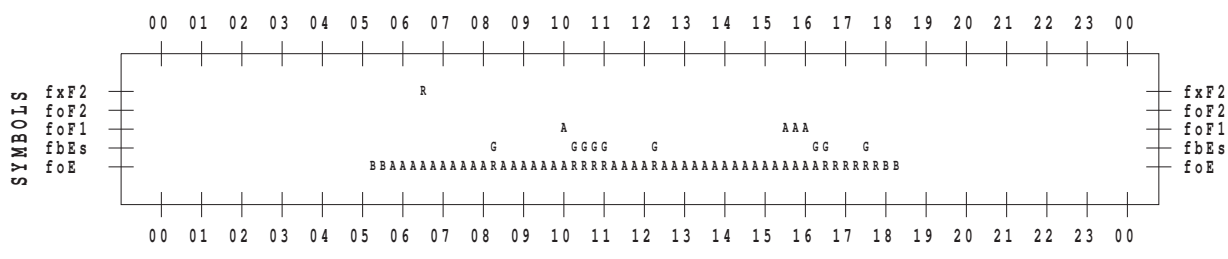 00 01 02 03 04 05 06 07 08 09 10 11 12 13 14 15 16 17 18 19 20 21 22 23 00
SYMBOLS
fxF2 R fxF2
foF2 foF2
foF1 A AAA foF1
fbEs G GGGG G GG G fbEs
foE BBAAAAAAAAAARAAAAAAARRRRAAAARAAAAAAAAAAAAAAAARRRRRRBB foE
00 01 02 03 04 05 06 07 08 09 10 11 12 13 14 15 16 17 18 19 20 21 22 23 00